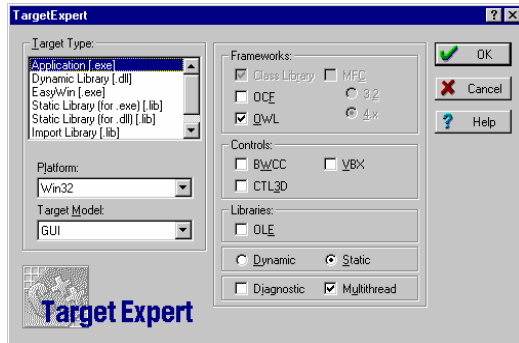 TargetExpert
Target Type:
Application [.exe]
Dynamic Library [.dll]
EasyWin [.exe]
Static Library (for .exe) [.lib]
Static Library (for .dll) [.lib]
Import Library [.lib]
Platform:
Win32
Target Model:
GUI
Target Expert
Frameworks:
Class Library
MFC
OCF
3.2
OWL
4.x
Controls:
BWCC
VBX
CTL3D
Libraries:
OLE
Dynamic
Static
Diagnostic
Multithread
OK
Cancel
Help